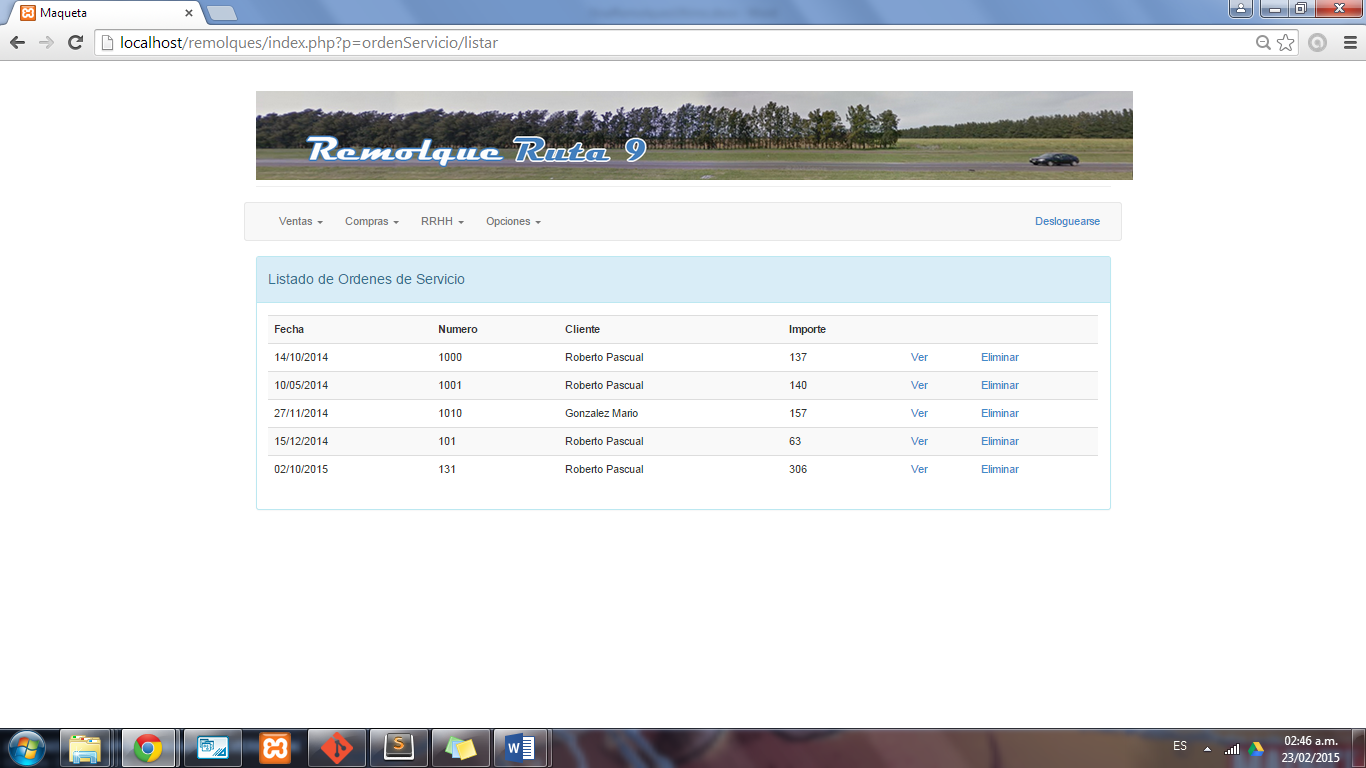 Maqueta
localhost/remolques/index.php?p=ordenServicio/listar
Remolque Ruta 9
Ventas Compras RRHH Opciones Desloguearse
Listado de Ordenes de Servicio
Fecha Numero Cliente Importe
14/10/2014 1000 Roberto Pascual 137 Ver Eliminar
10/05/2014 1001 Roberto Pascual 140 Ver Eliminar
27/11/2014 1010 Gonzalez Mario 157 Ver Eliminar
15/12/2014 101 Roberto Pascual 63 Ver Eliminar
02/10/2015 131 Roberto Pascual 306 Ver Eliminar
ES 02:46 a.m.
23/02/2015